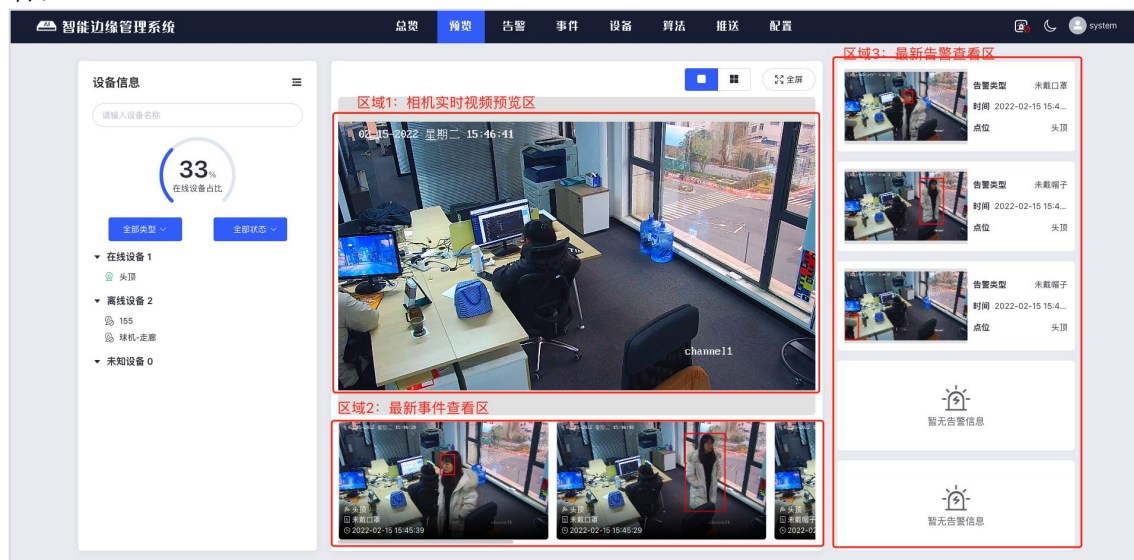 智能边缘管理系统
总览 预览 告警 事件 设备 算法 推送 配置
system
设备信息
请输入设备名称
33%
在线设备占比
全部类型
全部状态
在线设备 1
头顶
离线设备 2
155
球机-走廊
未知设备 0
全屏
区域1：相机实时视频预览区
02-15-2022 星期二 15:46:41
channel1
区域2：最新事件查看区
头顶
未戴口罩
2022-02-15 15:45:39
头顶
未戴口罩
2022-02-15 15:45:29
头顶
未戴帽子
2022-02
区域3：最新告警查看区
告警类型 未戴口罩
时间 2022-02-15 15:4...
点位 头顶
告警类型 未戴帽子
时间 2022-02-15 15:4...
点位 头顶
告警类型 未戴帽子
时间 2022-02-15 15:4...
点位 头顶
暂无告警信息
暂无告警信息